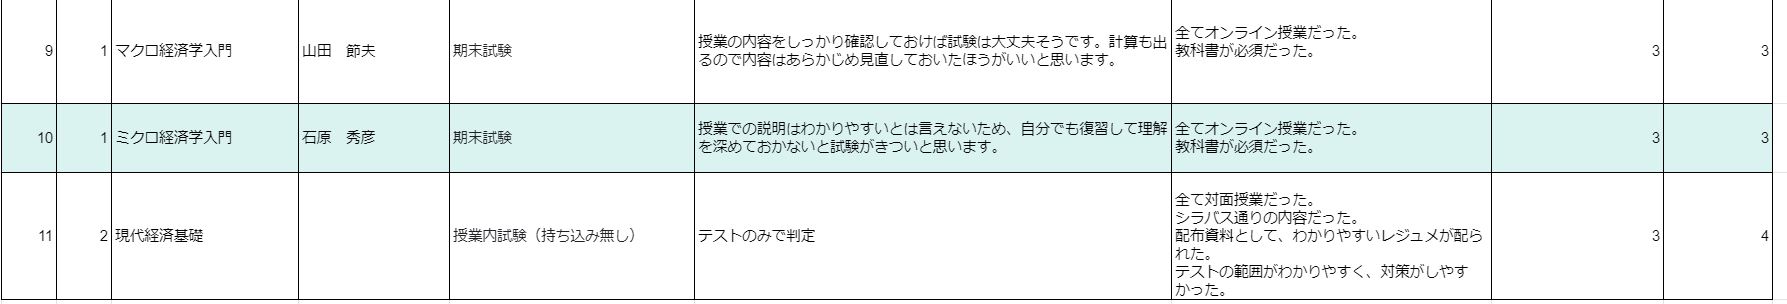 9 1 マクロ経済学入門 山田　節夫 期末試験
授業の内容をしっかり確認しておけば試験は大丈夫そうです。計算も出
るので内容はあらかじめ見直しておいたほうがいいと思います。
全てオンライン授業だった。
教科書が必須だった。
3 3
10 1 ミクロ経済学入門 石原　秀彦 期末試験
授業での説明はわかりやすいとは言えないため、自分でも復習して理解
を深めておかないと試験がきついと思います。
全てオンライン授業だった。
教科書が必須だった。
3 3
11 2 現代経済基礎 授業内試験（持ち込み無し） テストのみで判定
全て対面授業だった。
シラバス通りの内容だった。
配布資料として、わかりやすいレジュメが配ら
れた。
テストの範囲がわかりやすく、対策がしやす
かった。
3 4